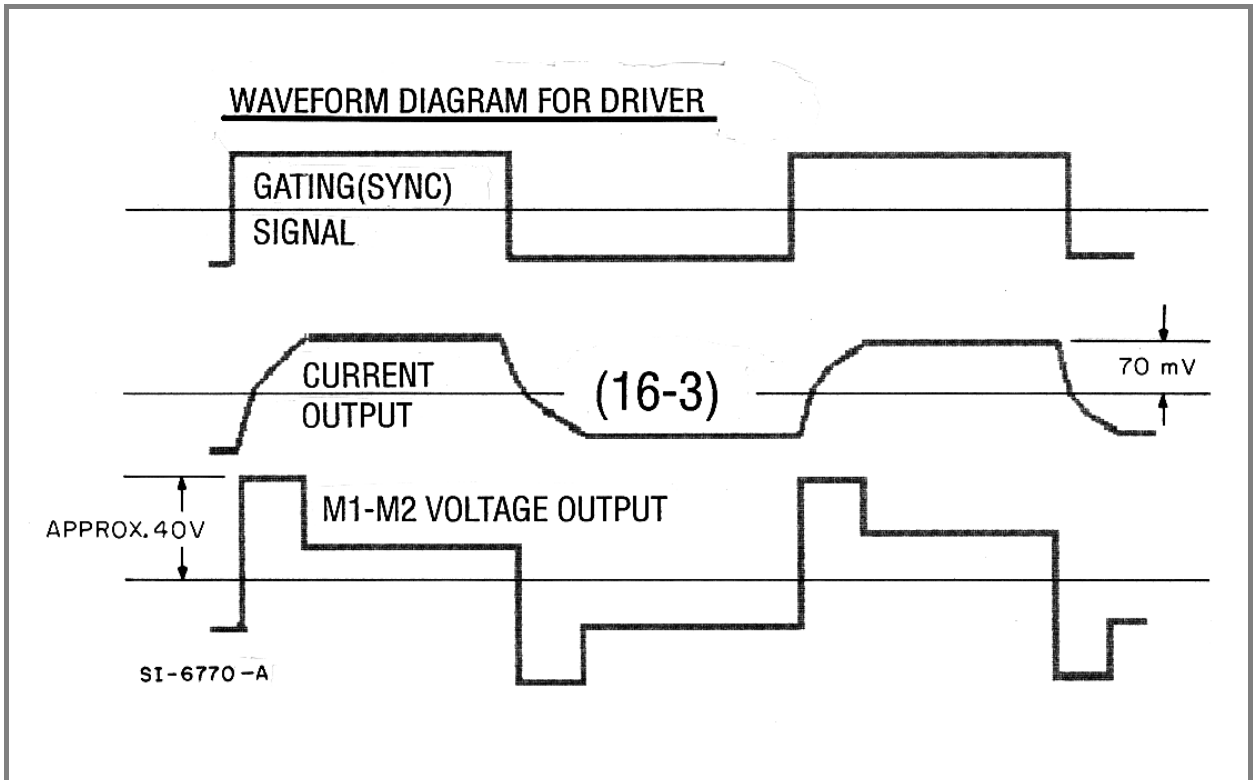 WAVEFORM DIAGRAM FOR DRIVER
GATING(SYNC)
SIGNAL
CURRENT
OUTPUT
(16-3)
70 mV
M1-M2 VOLTAGE OUTPUT
APPROX.40V
SI-6770-A